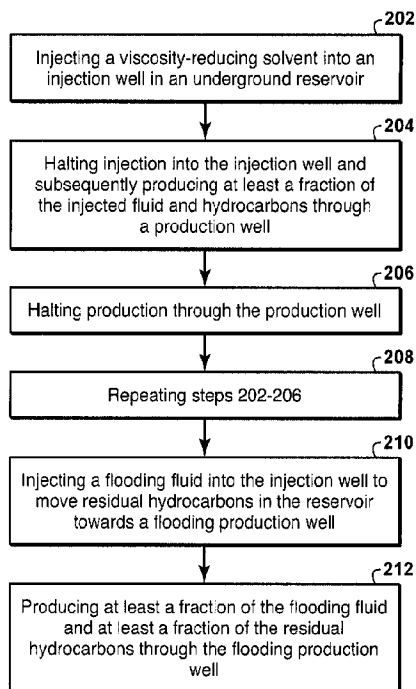 202
Injecting a viscosity-reducing solvent into an
injection well in an underground reservoir
204
Halting injection into the injection well and
subsequently producing at least a fraction of
the injected fluid and hydrocarbons through
a production well
206
Halting production through the production well
208
Repeating steps 202-206
210
Injecting a flooding fluid into the injection well to
move residual hydrocarbons in the reservoir
towards a flooding production well
212
Producing at least a fraction of the flooding fluid
and at least a fraction of the residual
hydrocarbons through the flooding production
well